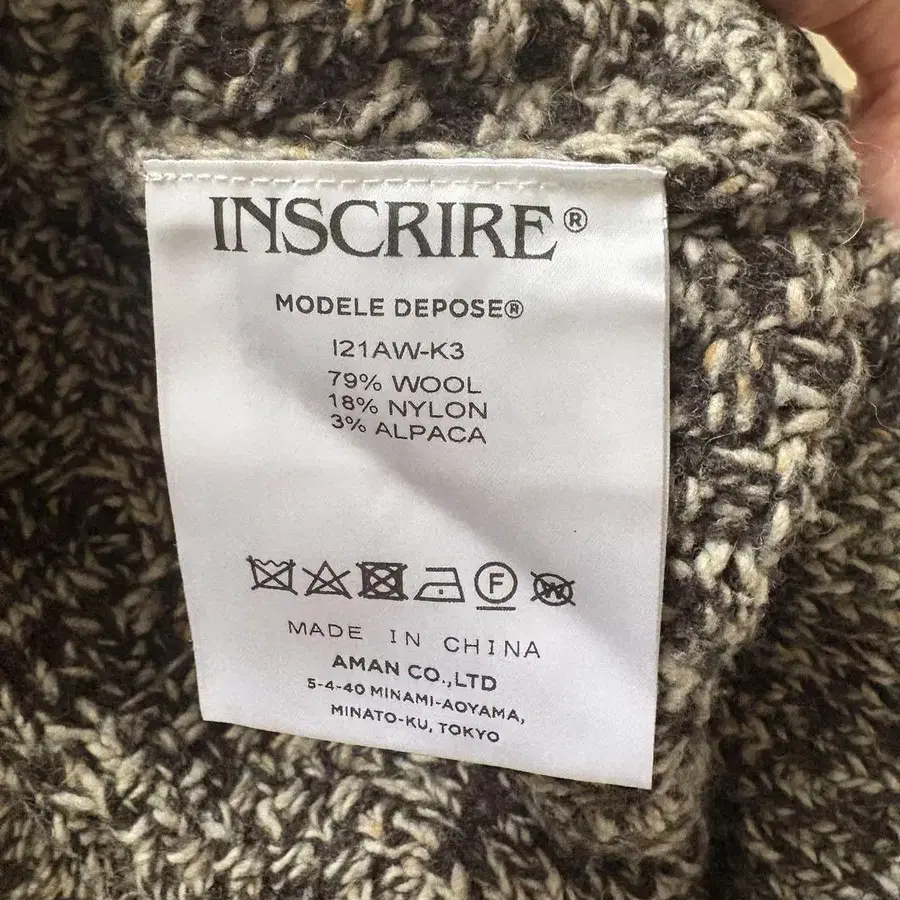 INSCRIRE®
MODELE DEPOSE®
I21AW-K3
79% WOOL
18% NYLON
3% ALPACA
F W
MADE IN CHINA
AMAN CO.,LTD
5-4-40 MINAMI-AOYAMA,
MINATO-KU, TOKYO